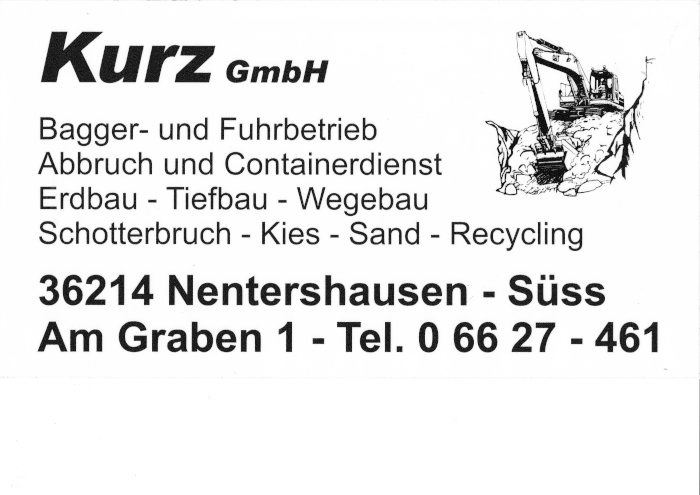 Kurz GmbH
Bagger- und Fuhrbetrieb
Abbruch und Containerdienst
Erdbau - Tiefbau - Wegebau
Schotterbruch - Kies - Sand - Recycling
36214 Nentershausen - Süss
Am Graben 1 - Tel. 0 66 27 - 461